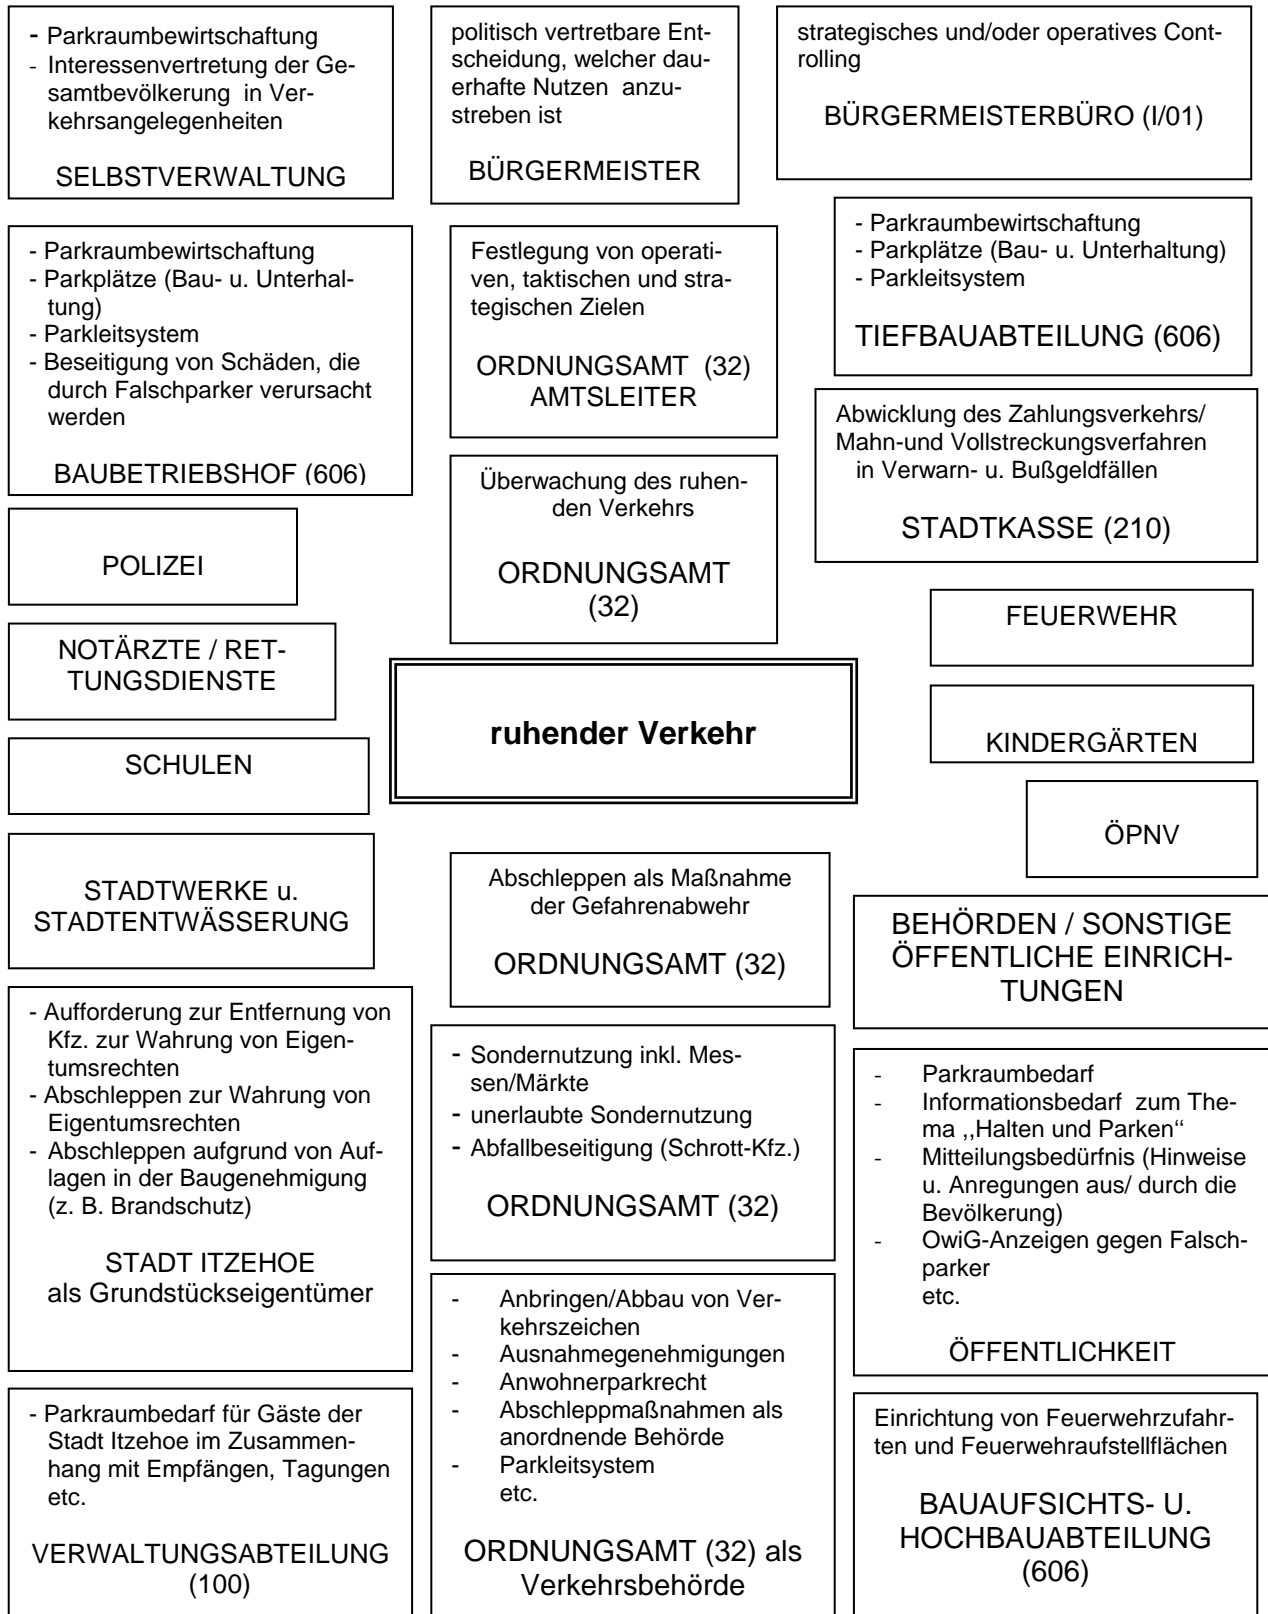 - Parkraumbewirtschaftung
- Interessenvertretung der Ge-
samtbevölkerung in Ver-
kehrsangelegenheiten
SELBSTVERWALTUNG
politisch vertretbare Ent-
scheidung, welcher dau-
erhafte Nutzen anzu-
streben ist
BÜRGERMEISTER
strategisches und/oder operatives Con-
trolling
BÜRGERMEISTERBÜRO (I/01)
- Parkraumbewirtschaftung
- Parkplätze (Bau- u. Unterhal-
tung)
- Parkleitsystem
- Beseitigung von Schäden, die
durch Falschparker verursacht
werden
BAUBETRIEBSHOF (606)
Festlegung von operati-
ven, taktischen und stra-
tegischen Zielen
ORDNUNGSAMT (32)
AMTSLEITER
- Parkraumbewirtschaftung
- Parkplätze (Bau- u. Unterhaltung)
- Parkleitsystem
TIEFBAUABTEILUNG (606)
Abwicklung des Zahlungsverkehrs/
Mahn-und Vollstreckungsverfahren
in Verwarn- u. Bußgeldfällen
STADTKASSE (210)
Überwachung des ruhen-
den Verkehrs
ORDNUNGSAMT
(32)
POLIZEI
FEUERWEHR
NOTÄRZTE / RET-
TUNGSDIENSTE
ruhender Verkehr
KINDERGÄRTEN
SCHULEN
ÖPNV
STADTWERKE u.
STADTENTWÄSSERUNG
Abschleppen als Maßnahme
der Gefahrenabwehr
ORDNUNGSAMT (32)
BEHÖRDEN / SONSTIGE
ÖFFENTLICHE EINRICH-
TUNGEN
- Aufforderung zur Entfernung von
Kfz. zur Wahrung von Eigen-
tumsrechten
- Abschleppen zur Wahrung von
Eigentumsrechten
- Abschleppen aufgrund von Auf-
lagen in der Baugenehmigung
(z. B. Brandschutz)
STADT ITZEHOE
als Grundstückseigentümer
- Sondernutzung inkl. Mes-
sen/Märkte
- unerlaubte Sondernutzung
- Abfallbeseitigung (Schrott-Kfz.)
ORDNUNGSAMT (32)
- Parkraumbedarf
- Informationsbedarf zum The-
ma ,,Halten und Parken“
- Mitteilungsbedürfnis (Hinweise
u. Anregungen aus/ durch die
Bevölkerung)
- OwiG-Anzeigen gegen Falsch-
parker
etc.
ÖFFENTLICHKEIT
- Parkraumbedarf für Gäste der
Stadt Itzehoe im Zusammen-
hang mit Empfängen, Tagungen
etc.
VERWALTUNGSABTEILUNG
(100)
- Anbringen/Abbau von Ver-
kehrszeichen
- Ausnahmegenehmigungen
- Anwohnerparkrecht
- Abschleppmaßnahmen als
anordnende Behörde
- Parkleitsystem
etc.
ORDNUNGSAMT (32) als
Verkehrsbehörde
Einrichtung von Feuerwehrzufahr-
ten und Feuerwehraufstellflächen
BAUAUFSICHTS- U.
HOCHBAUABTEILUNG
(606)